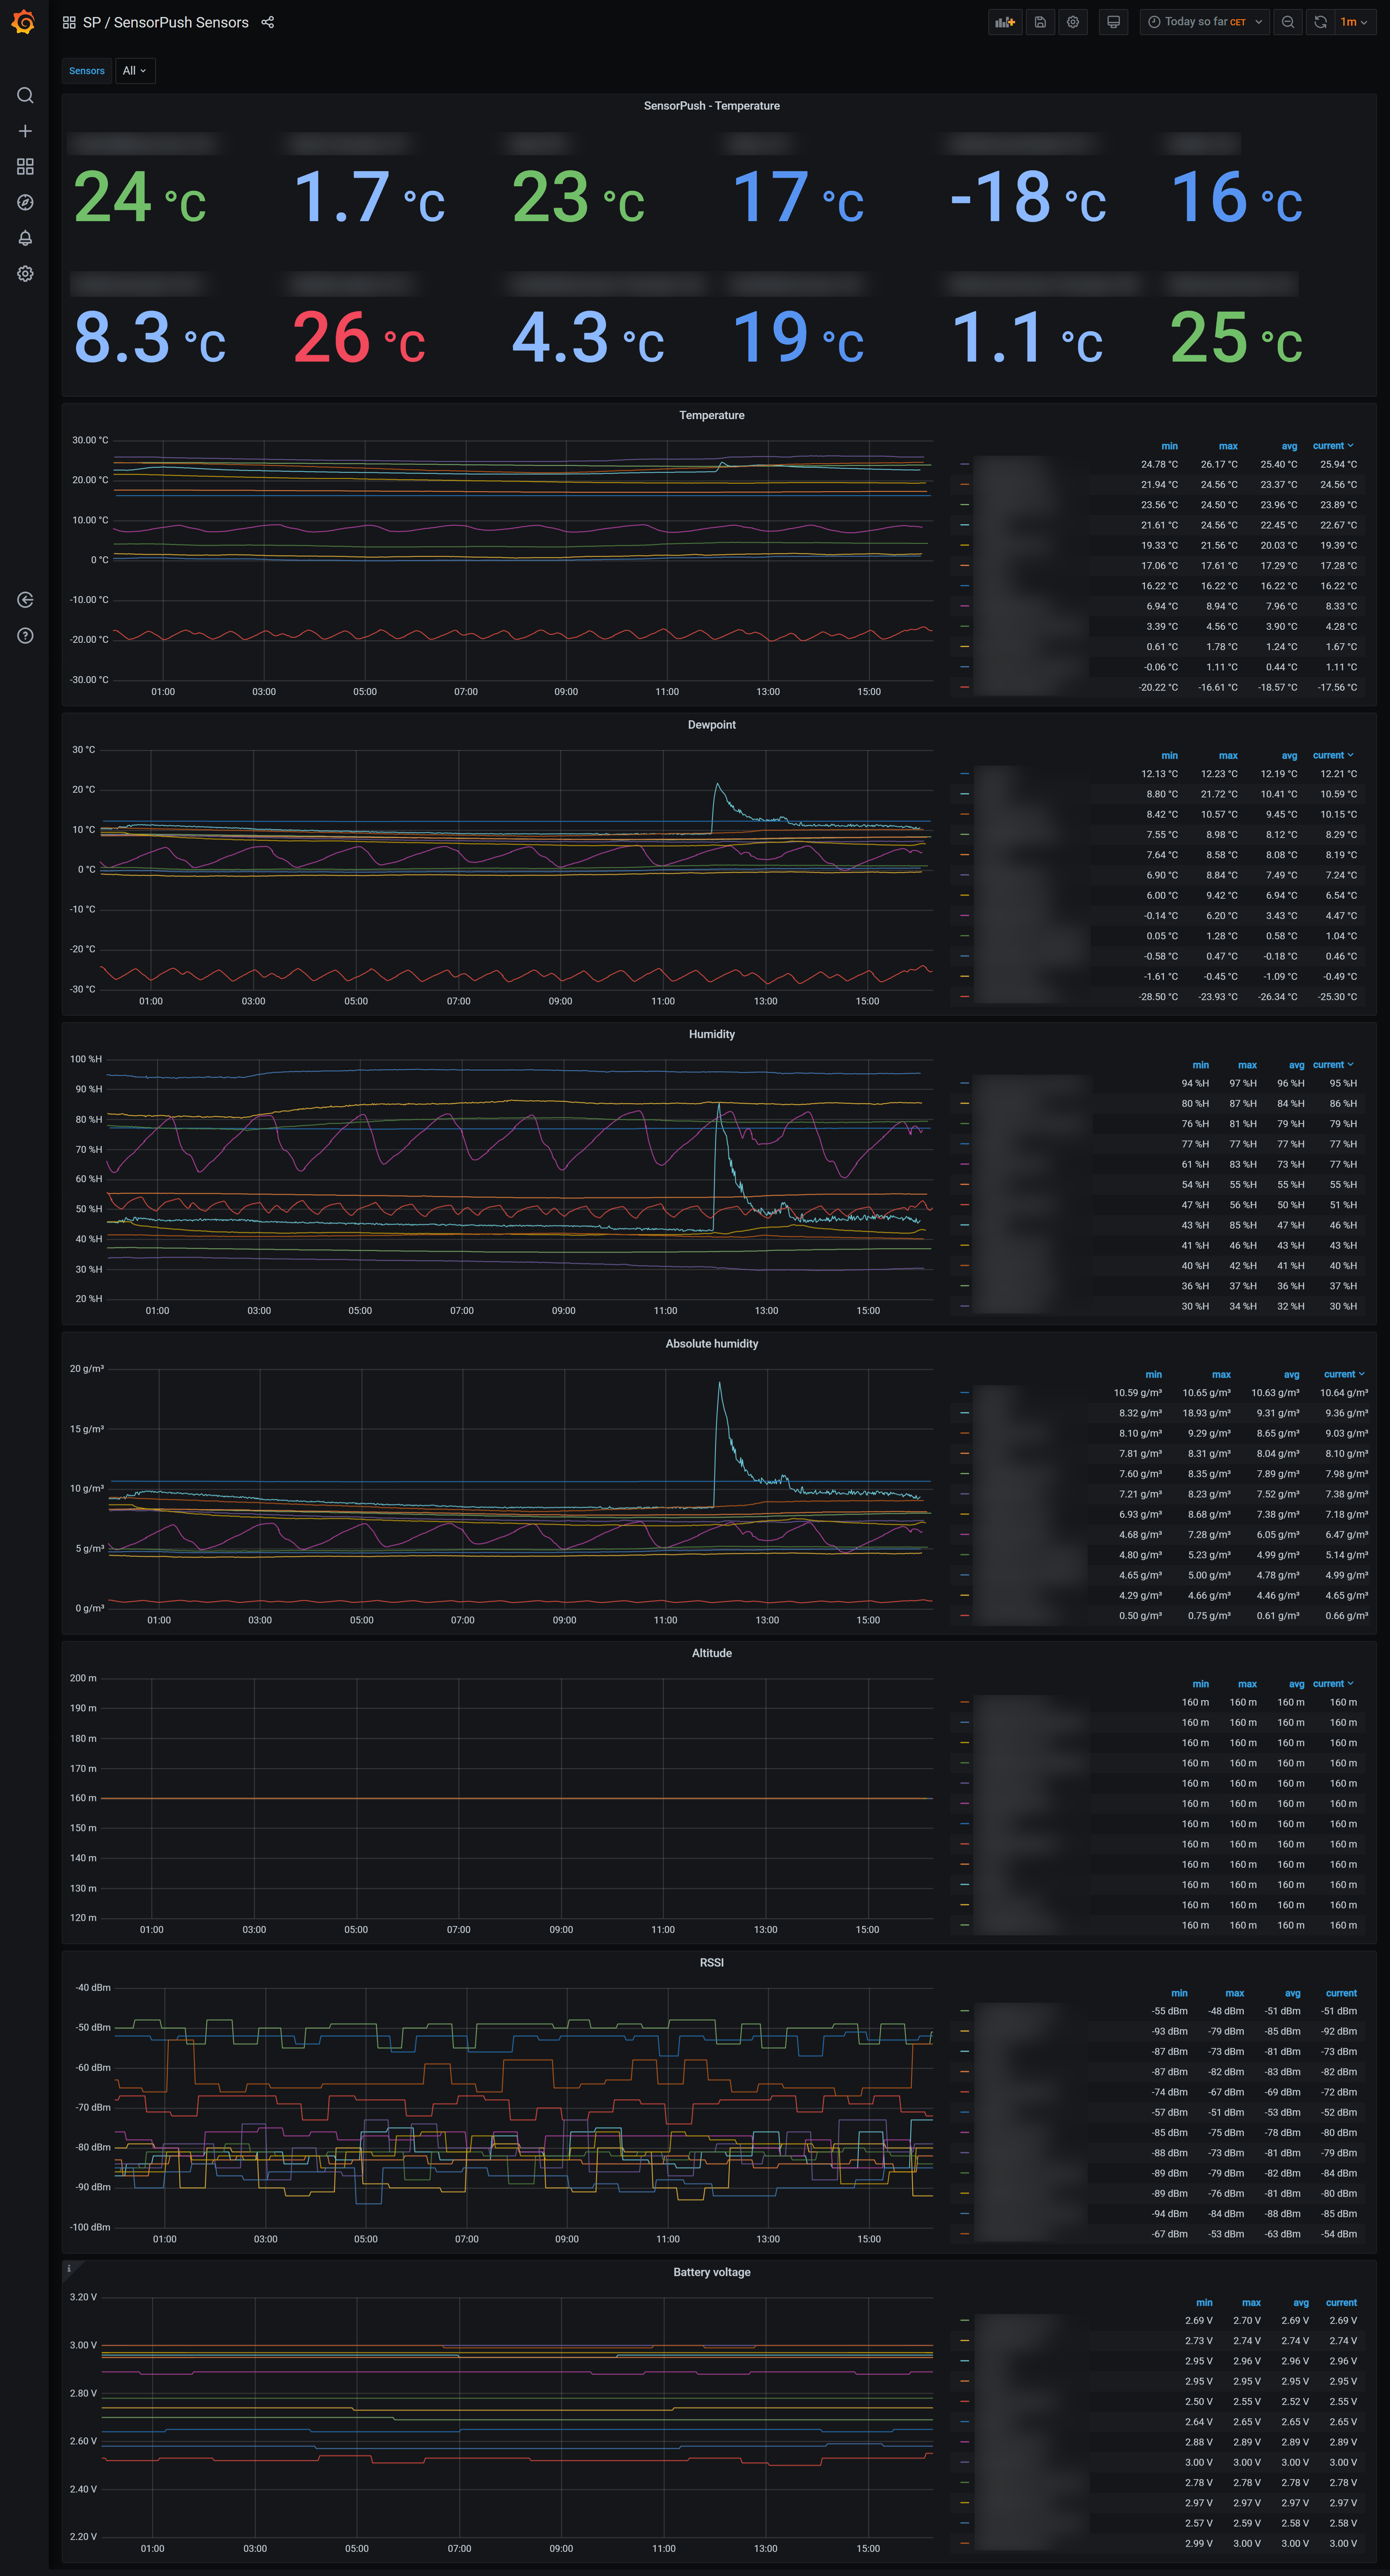 SP / SensorPush Sensors
Today so far CET
1m
Sensors
All
SensorPush - Temperature
24 °C
1.7 °C
23 °C
17 °C
-18 °C
16 °C
8.3 °C
26 °C
4.3 °C
19 °C
1.1 °C
25 °C
Temperature
30.00 °C
20.00 °C
10.00 °C
0 °C
-10.00 °C
-20.00 °C
-30.00 °C
01:00 03:00 05:00 07:00 09:00 11:00 13:00 15:00
min max avg current
24.78 °C 26.17 °C 25.40 °C 25.94 °C
21.94 °C 24.56 °C 23.37 °C 24.56 °C
23.56 °C 24.50 °C 23.96 °C 23.89 °C
21.61 °C 24.56 °C 22.45 °C 22.67 °C
19.33 °C 21.56 °C 20.03 °C 19.39 °C
17.06 °C 17.61 °C 17.29 °C 17.28 °C
16.22 °C 16.22 °C 16.22 °C 16.22 °C
6.94 °C 8.94 °C 7.96 °C 8.33 °C
3.39 °C 4.56 °C 3.90 °C 4.28 °C
0.61 °C 1.78 °C 1.24 °C 1.67 °C
-0.06 °C 1.11 °C 0.44 °C 1.11 °C
-20.22 °C -16.61 °C -18.57 °C -17.56 °C
Dewpoint
30 °C
20 °C
10 °C
0 °C
-10 °C
-20 °C
-30 °C
01:00 03:00 05:00 07:00 09:00 11:00 13:00 15:00
min max avg current
12.13 °C 12.23 °C 12.19 °C 12.21 °C
8.80 °C 21.72 °C 10.41 °C 10.59 °C
8.42 °C 10.57 °C 9.45 °C 10.15 °C
7.55 °C 8.98 °C 8.12 °C 8.29 °C
7.64 °C 8.58 °C 8.08 °C 8.19 °C
6.90 °C 8.84 °C 7.49 °C 7.24 °C
6.00 °C 9.42 °C 6.94 °C 6.54 °C
-0.14 °C 6.20 °C 3.43 °C 4.47 °C
0.05 °C 1.28 °C 0.58 °C 1.04 °C
-0.58 °C 0.47 °C -0.18 °C 0.46 °C
-1.61 °C -0.45 °C -1.09 °C -0.49 °C
-28.50 °C -23.93 °C -26.34 °C -25.30 °C
Humidity
100 %H
90 %H
80 %H
70 %H
60 %H
50 %H
40 %H
30 %H
20 %H
01:00 03:00 05:00 07:00 09:00 11:00 13:00 15:00
min max avg current
94 %H 97 %H 96 %H 95 %H
80 %H 87 %H 84 %H 86 %H
76 %H 81 %H 79 %H 79 %H
77 %H 77 %H 77 %H 77 %H
61 %H 83 %H 73 %H 77 %H
54 %H 55 %H 55 %H 55 %H
47 %H 56 %H 50 %H 51 %H
43 %H 85 %H 47 %H 46 %H
41 %H 46 %H 43 %H 43 %H
40 %H 42 %H 41 %H 40 %H
36 %H 37 %H 36 %H 37 %H
30 %H 34 %H 32 %H 30 %H
Absolute humidity
20 g/m³
15 g/m³
10 g/m³
5 g/m³
0 g/m³
01:00 03:00 05:00 07:00 09:00 11:00 13:00 15:00
min max avg current
10.59 g/m³ 10.65 g/m³ 10.63 g/m³ 10.64 g/m³
8.32 g/m³ 18.93 g/m³ 9.31 g/m³ 9.36 g/m³
8.10 g/m³ 9.29 g/m³ 8.65 g/m³ 9.03 g/m³
7.81 g/m³ 8.31 g/m³ 8.04 g/m³ 8.10 g/m³
7.60 g/m³ 8.35 g/m³ 7.89 g/m³ 7.98 g/m³
7.21 g/m³ 8.23 g/m³ 7.52 g/m³ 7.38 g/m³
6.93 g/m³ 8.68 g/m³ 7.38 g/m³ 7.18 g/m³
4.68 g/m³ 7.28 g/m³ 6.05 g/m³ 6.47 g/m³
4.80 g/m³ 5.23 g/m³ 4.99 g/m³ 5.14 g/m³
4.65 g/m³ 5.00 g/m³ 4.78 g/m³ 4.99 g/m³
4.29 g/m³ 4.66 g/m³ 4.46 g/m³ 4.65 g/m³
0.50 g/m³ 0.75 g/m³ 0.61 g/m³ 0.66 g/m³
Altitude
200 m
190 m
180 m
170 m
160 m
150 m
140 m
130 m
120 m
01:00 03:00 05:00 07:00 09:00 11:00 13:00 15:00
min max avg current
160 m 160 m 160 m 160 m
160 m 160 m 160 m 160 m
160 m 160 m 160 m 160 m
160 m 160 m 160 m 160 m
160 m 160 m 160 m 160 m
160 m 160 m 160 m 160 m
160 m 160 m 160 m 160 m
160 m 160 m 160 m 160 m
160 m 160 m 160 m 160 m
160 m 160 m 160 m 160 m
160 m 160 m 160 m 160 m
160 m 160 m 160 m 160 m
RSSI
-40 dBm
-50 dBm
-60 dBm
-70 dBm
-80 dBm
-90 dBm
-100 dBm
01:00 03:00 05:00 07:00 09:00 11:00 13:00 15:00
min max avg current
-55 dBm -48 dBm -51 dBm -51 dBm
-93 dBm -79 dBm -85 dBm -92 dBm
-87 dBm -73 dBm -81 dBm -73 dBm
-87 dBm -82 dBm -83 dBm -82 dBm
-74 dBm -67 dBm -69 dBm -72 dBm
-57 dBm -51 dBm -53 dBm -52 dBm
-85 dBm -75 dBm -78 dBm -80 dBm
-88 dBm -73 dBm -81 dBm -79 dBm
-89 dBm -79 dBm -82 dBm -84 dBm
-89 dBm -76 dBm -81 dBm -80 dBm
-94 dBm -84 dBm -88 dBm -85 dBm
-67 dBm -53 dBm -63 dBm -54 dBm
Battery voltage
3.20 V
3.00 V
2.80 V
2.60 V
2.40 V
2.20 V
01:00 03:00 05:00 07:00 09:00 11:00 13:00 15:00
min max avg current
2.69 V 2.70 V 2.69 V 2.69 V
2.73 V 2.74 V 2.74 V 2.74 V
2.95 V 2.96 V 2.96 V 2.96 V
2.95 V 2.95 V 2.95 V 2.95 V
2.50 V 2.55 V 2.52 V 2.55 V
2.64 V 2.65 V 2.65 V 2.65 V
2.88 V 2.89 V 2.89 V 2.89 V
3.00 V 3.00 V 3.00 V 3.00 V
2.78 V 2.78 V 2.78 V 2.78 V
2.97 V 2.97 V 2.97 V 2.97 V
2.57 V 2.59 V 2.58 V 2.58 V
2.99 V 3.00 V 3.00 V 3.00 V